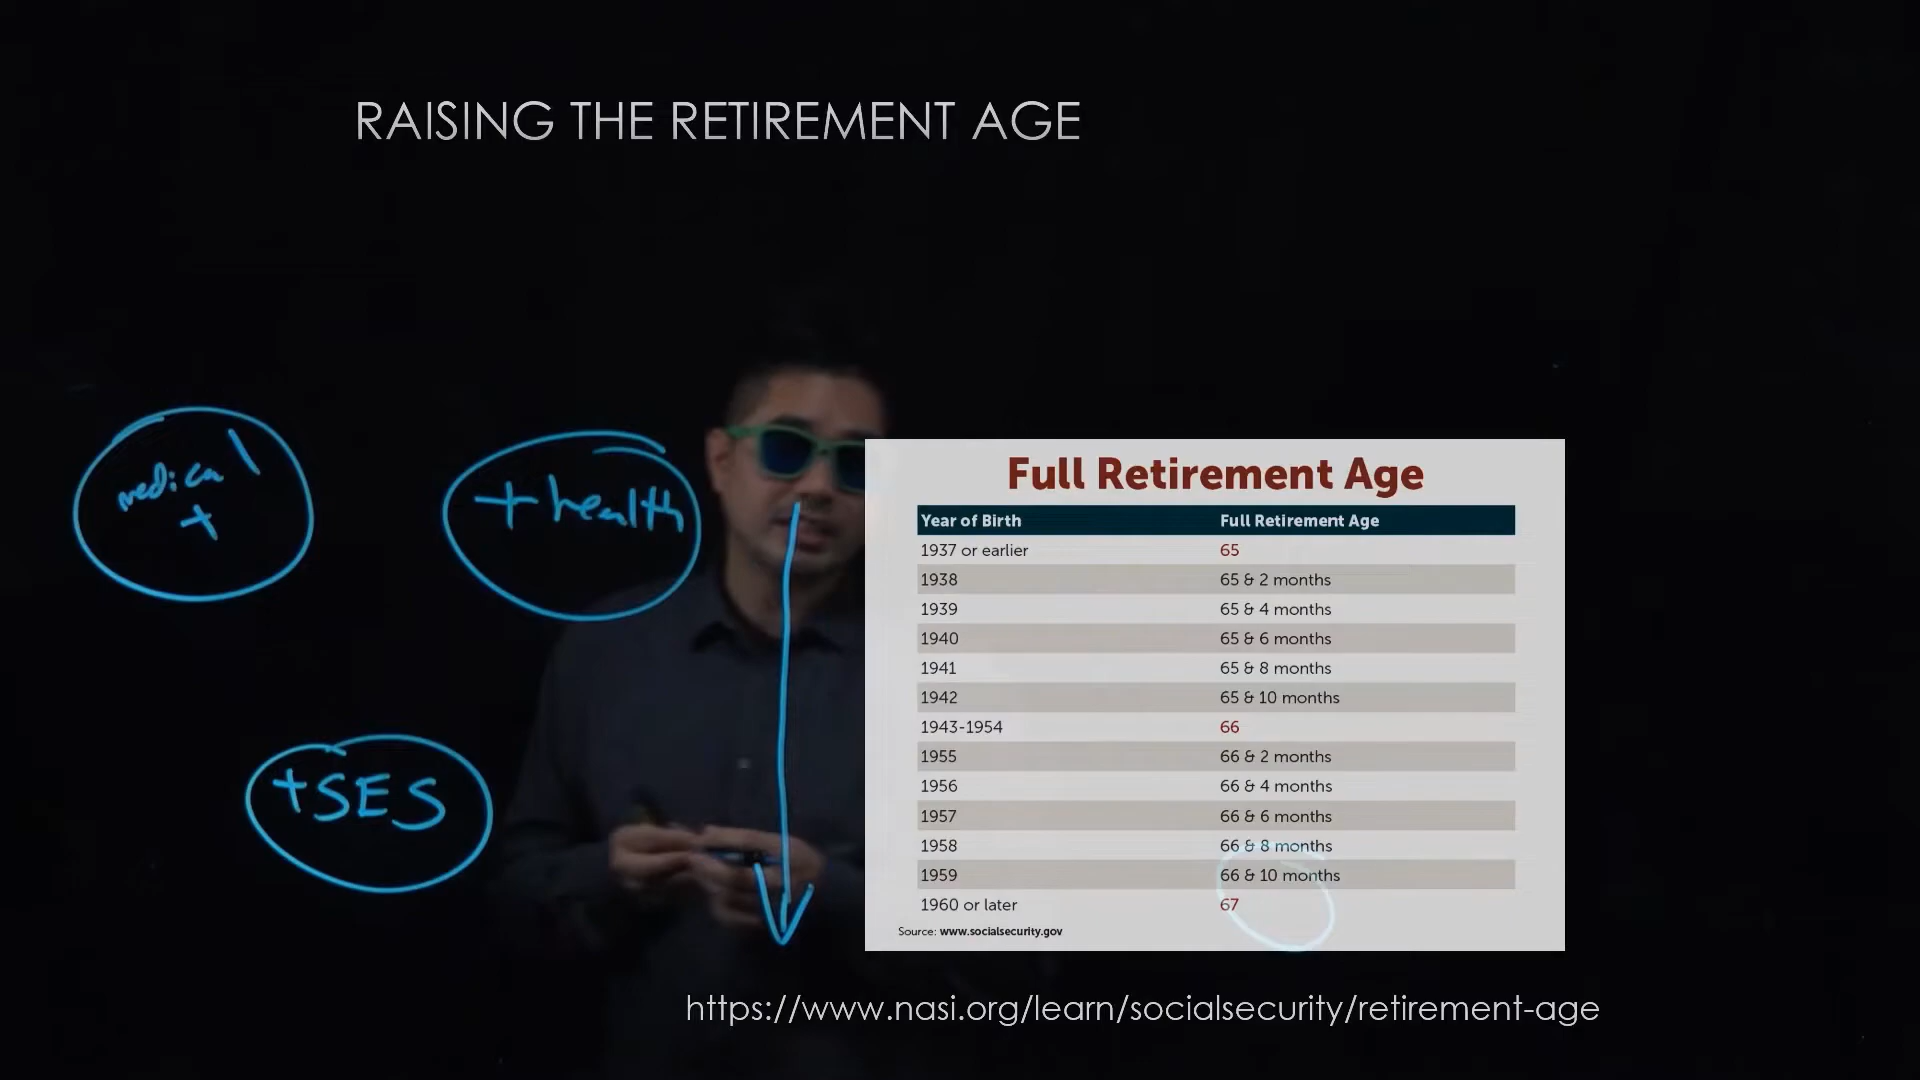 RAISING THE RETIREMENT AGE
medical
+
+ health
+SES
Full Retirement Age
Year of Birth Full Retirement Age
1937 or earlier 65
1938 65 & 2 months
1939 65 & 4 months
1940 65 & 6 months
1941 65 & 8 months
1942 65 & 10 months
1943-1954 66
1955 66 & 2 months
1956 66 & 4 months
1957 66 & 6 months
1958 66 & 8 months
1959 66 & 10 months
1960 or later 67
Source: www.socialsecurity.gov
https://www.nasi.org/learn/socialsecurity/retirement-age